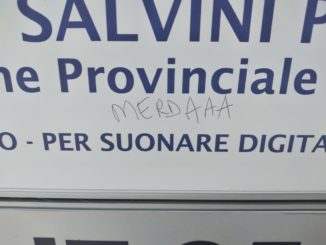 SALVINI P
ne Provinciale
MERDAAA
O - PER SUONARE DIGITA